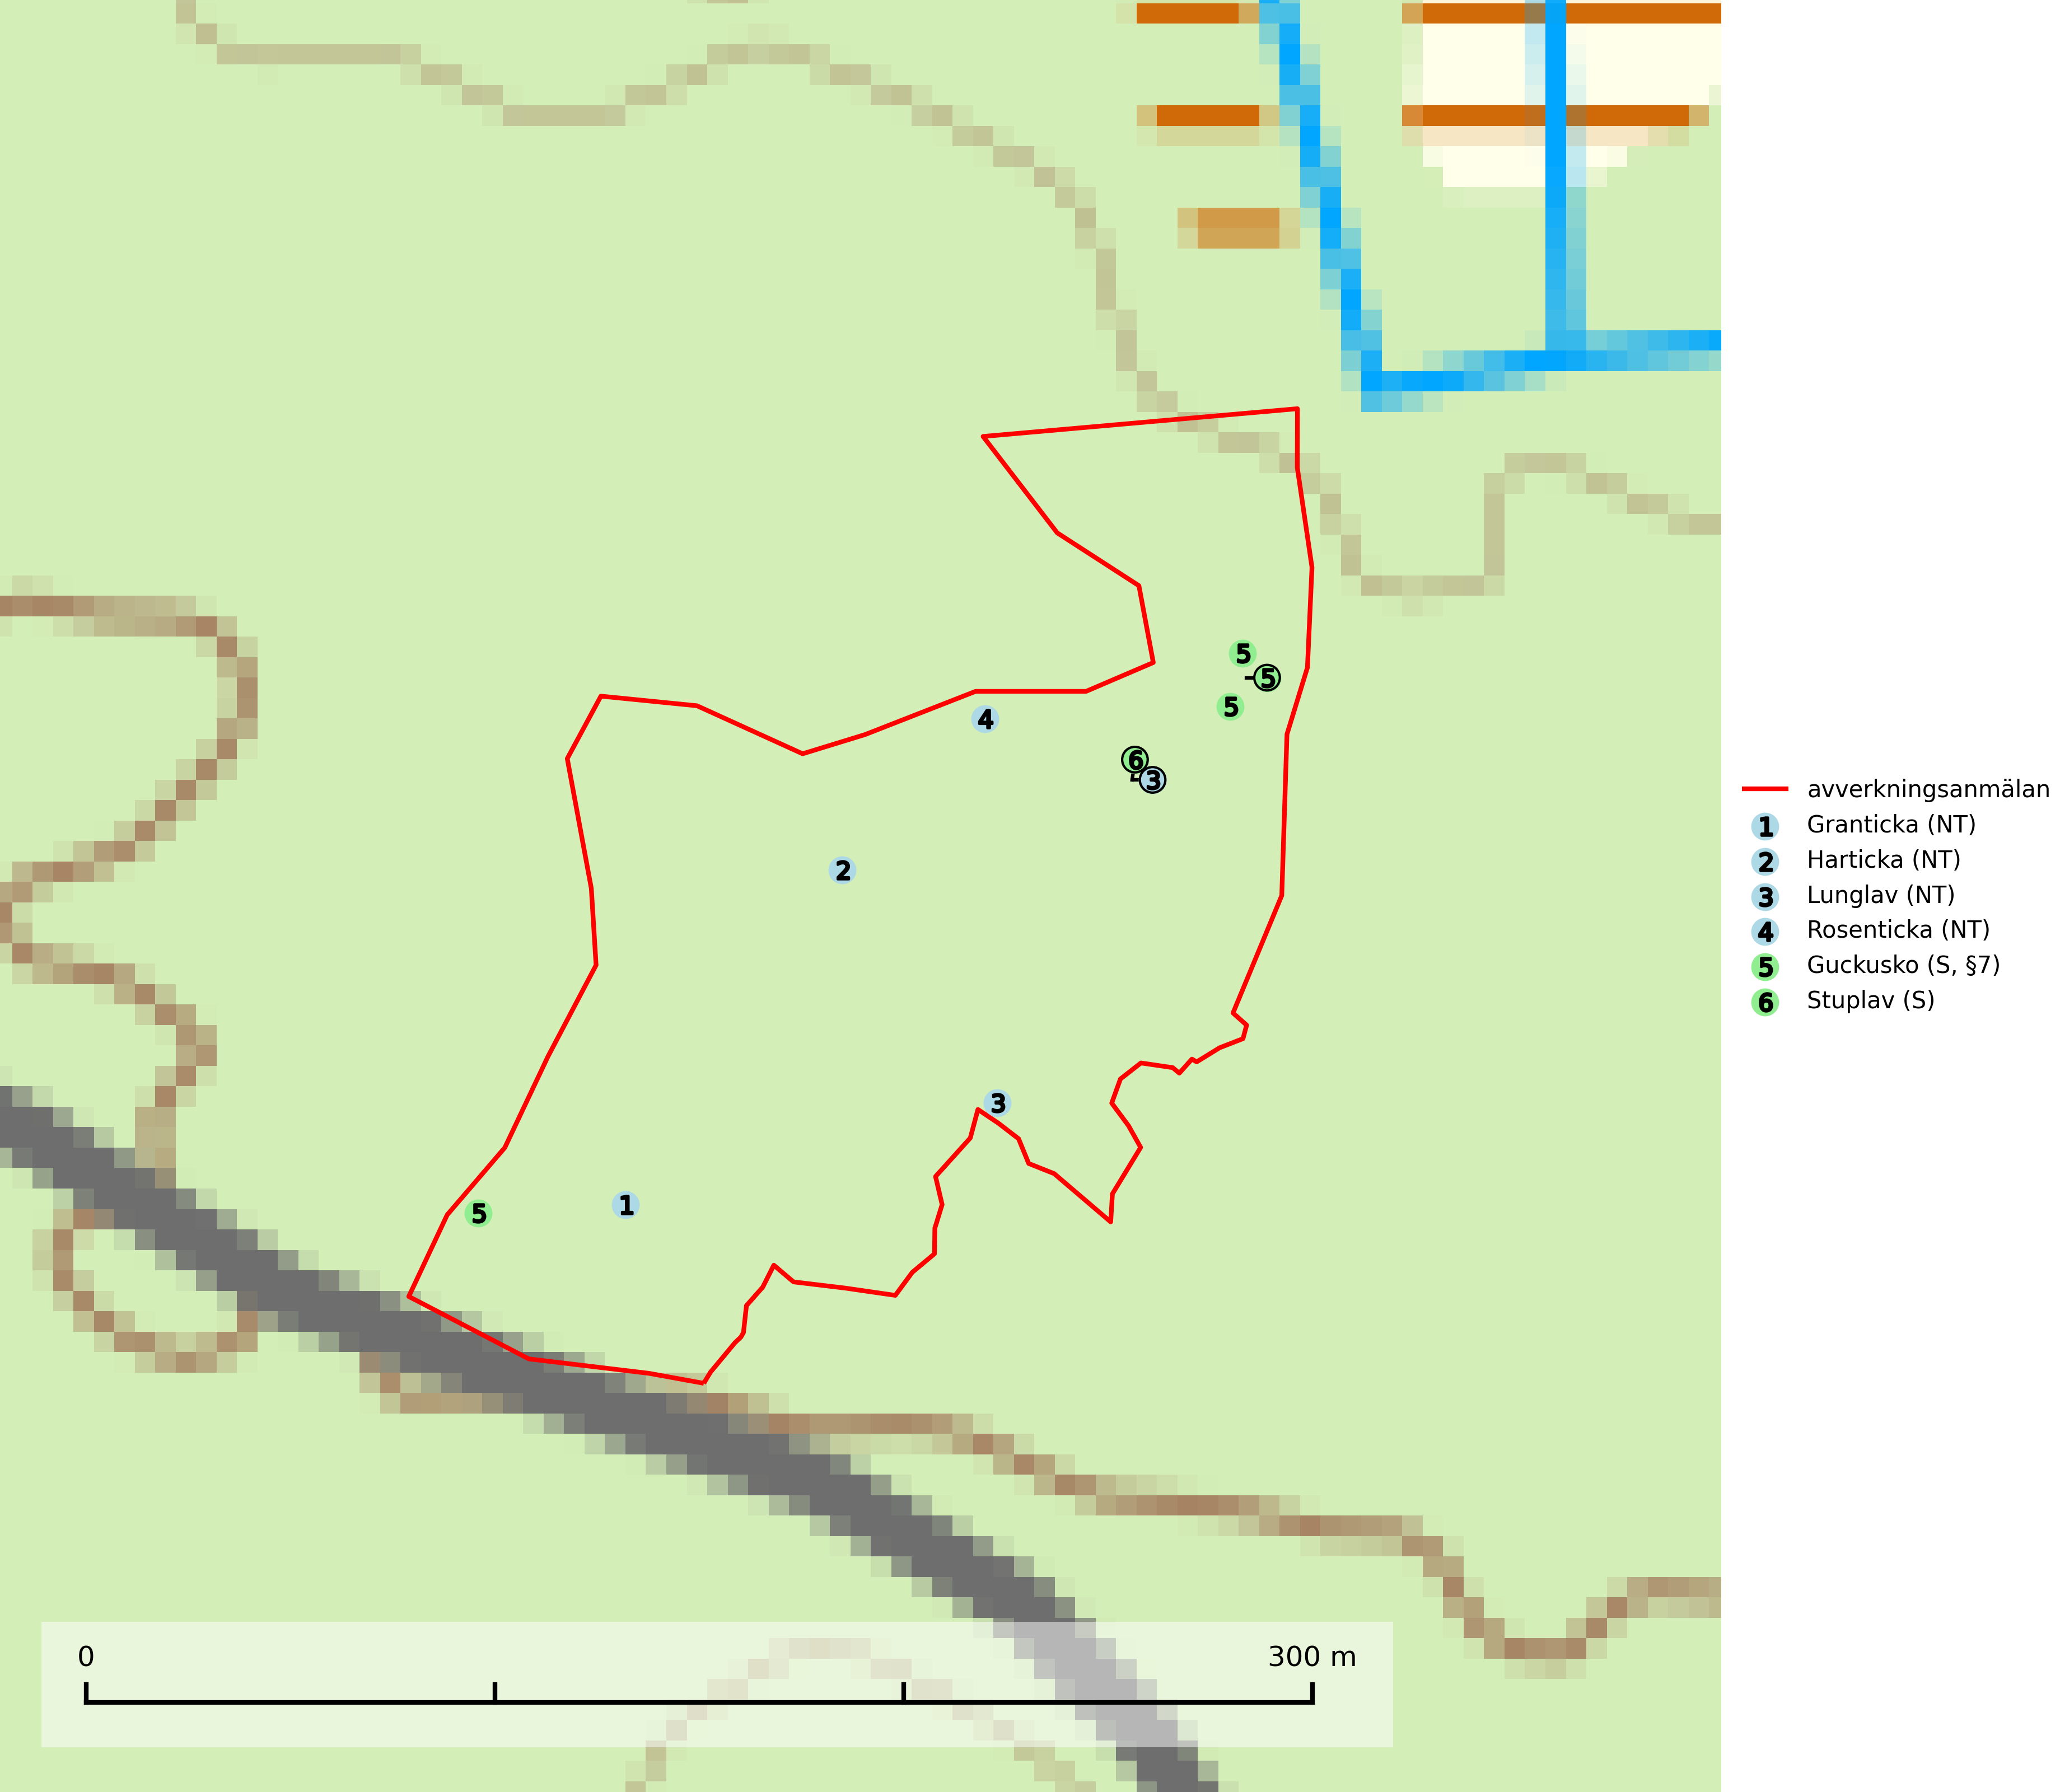 5
5
5
4
6
3
2
3
1
5
avverkningsanmälan
1 Granticka (NT)
2 Harticka (NT)
3 Lunglav (NT)
4 Rosenticka (NT)
5 Guckusko (S, §7)
6 Stuplav (S)
0 300 m